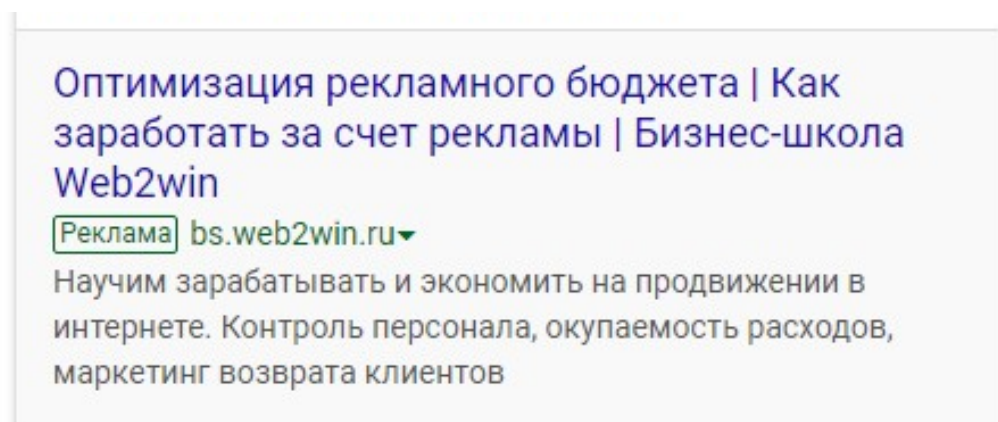 Оптимизация рекламного бюджета | Как
заработать за счет рекламы | Бизнес-школа
Web2win
Реклама bs.web2win.ru
Научим зарабатывать и экономить на продвижении в
интернете. Контроль персонала, окупаемость расходов,
маркетинг возврата клиентов